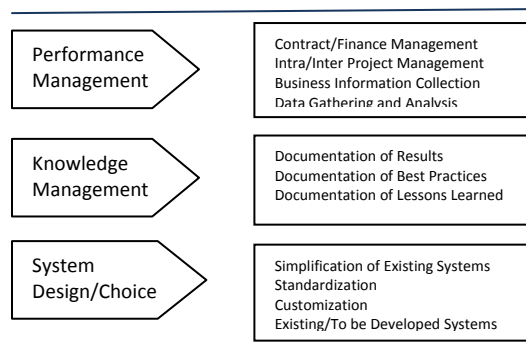 Performance
Management
Contract/Finance Management
Intra/Inter Project Management
Business Information Collection
Data Gathering and Analysis
Knowledge
Management
Documentation of Results
Documentation of Best Practices
Documentation of Lessons Learned
System
Design/Choice
Simplification of Existing Systems
Standardization
Customization
Existing/To be Developed Systems